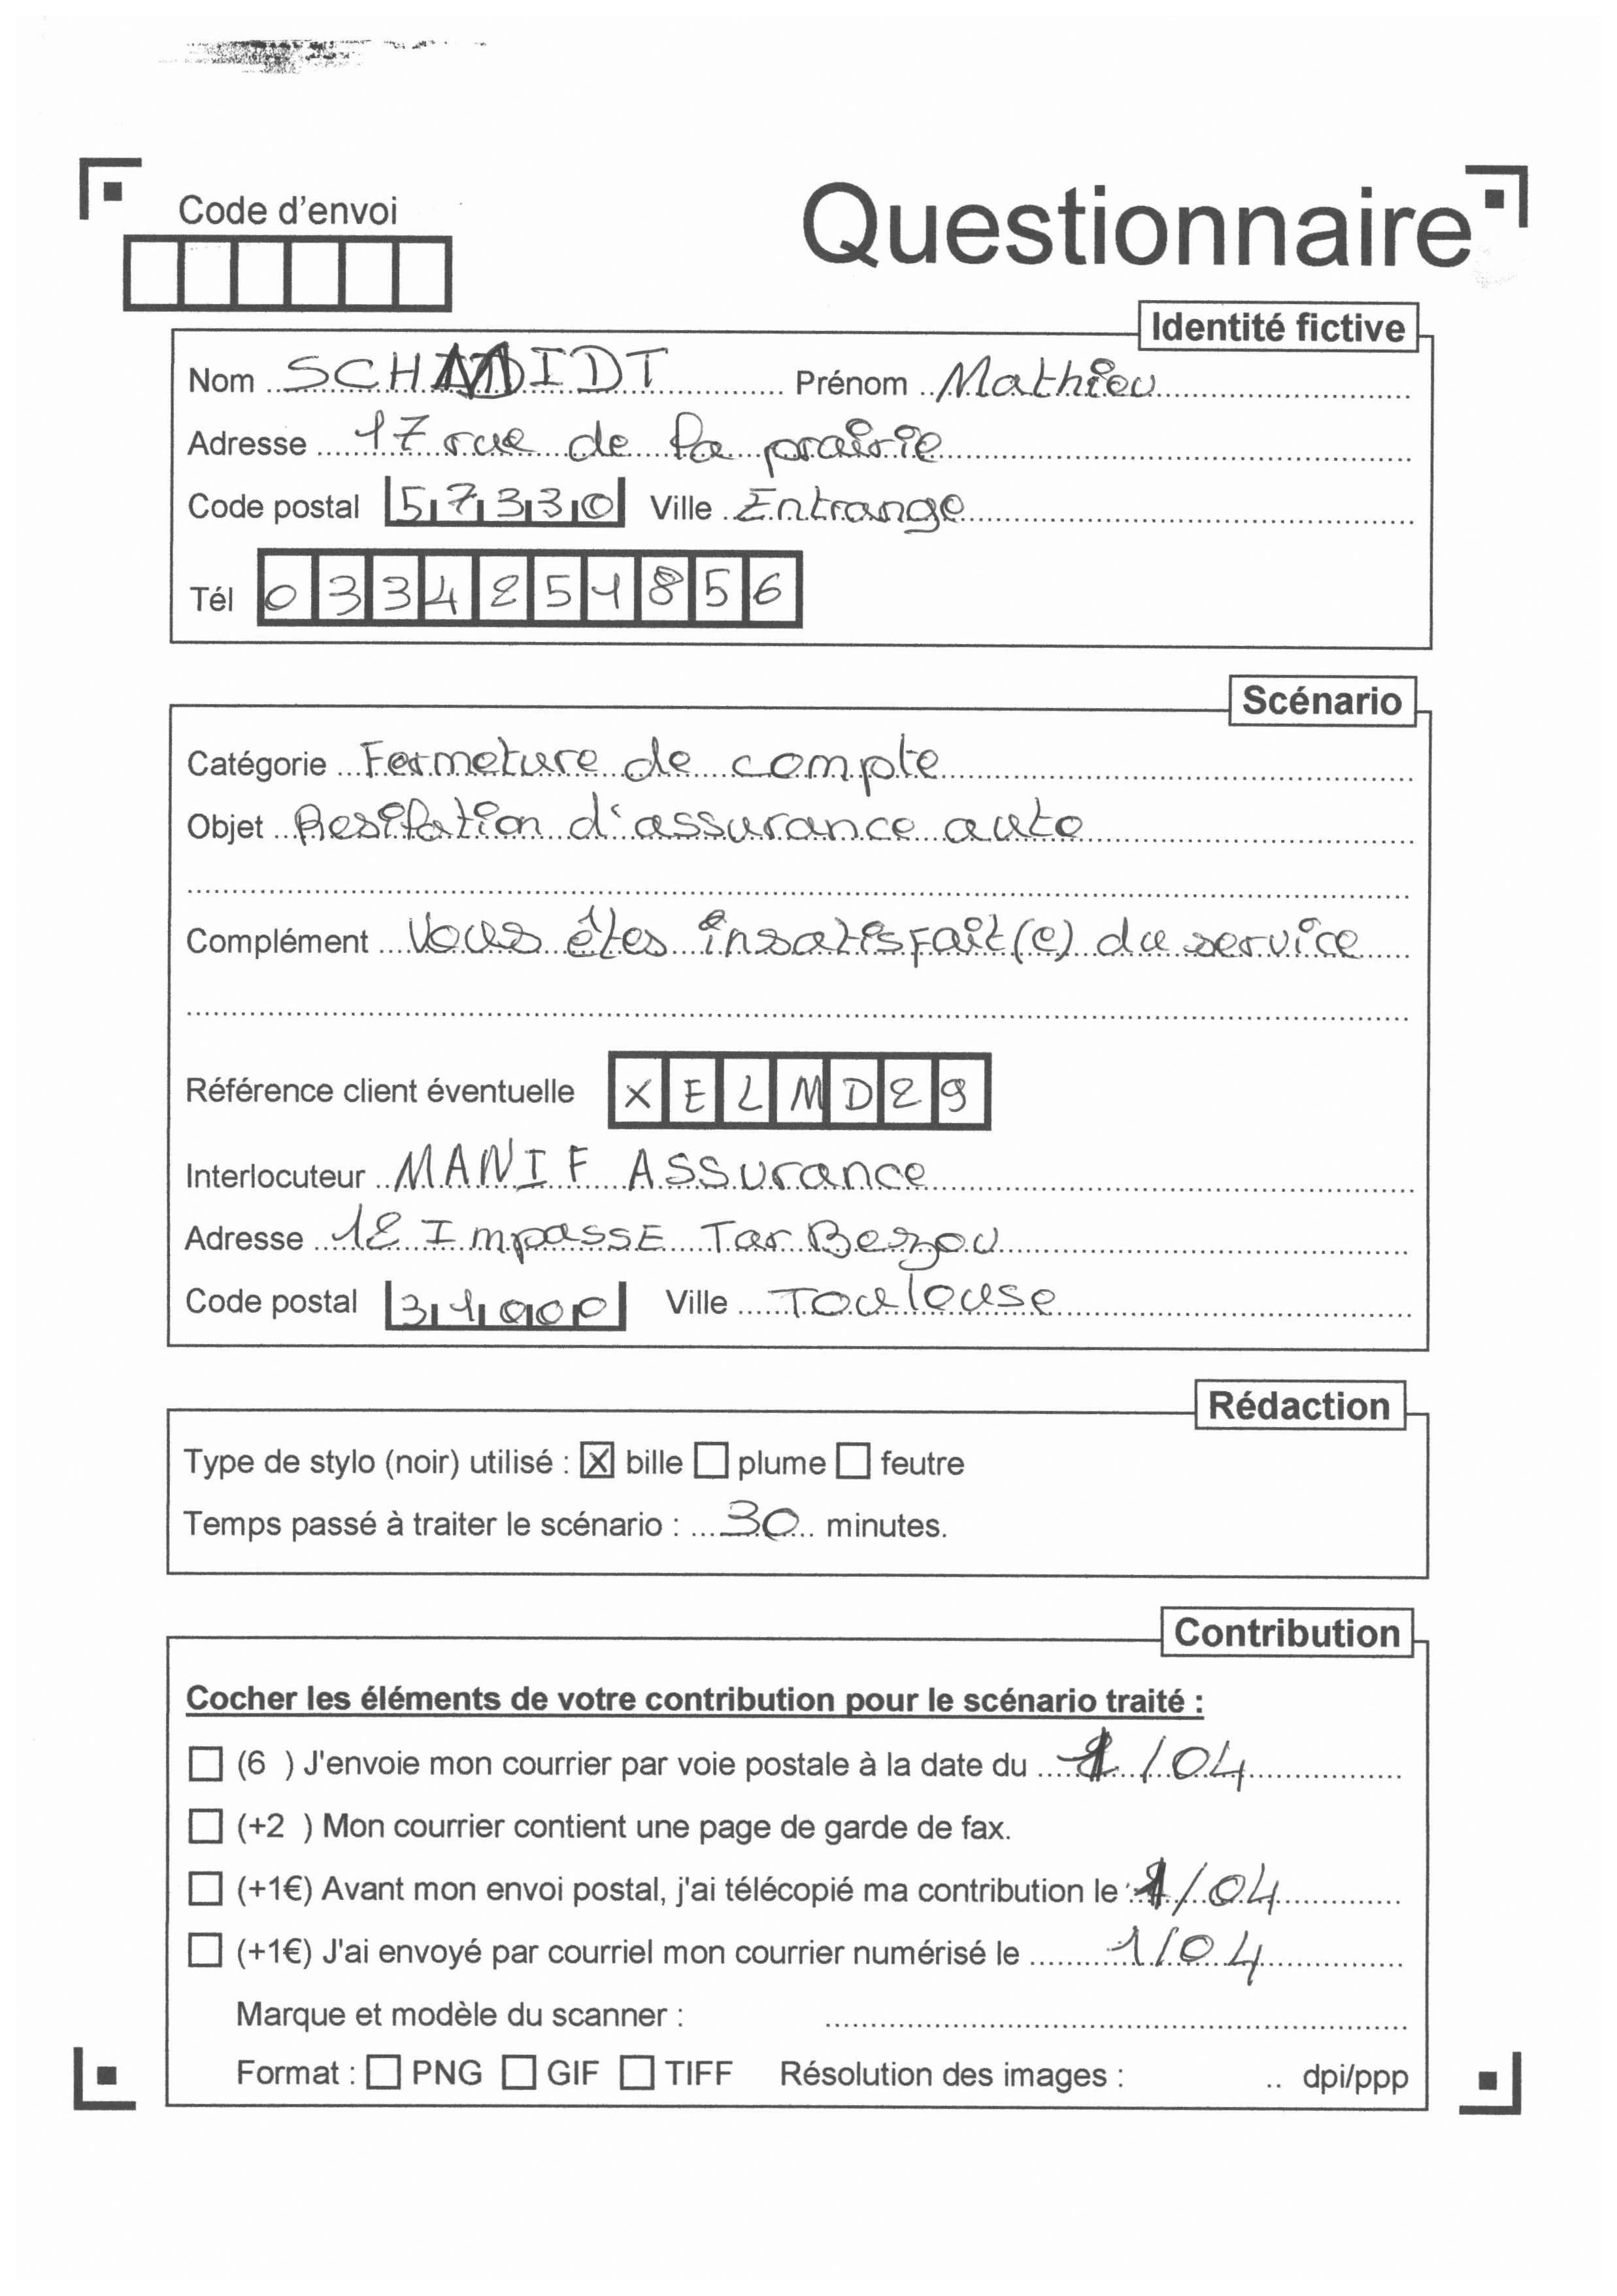 Code d'envoi
Questionnaire
Identité fictive
Nom SCHMIDT Prénom Mathieu
Adresse 17 rue de la prairie
Code postal 57330 Ville Entrange
Tél 0334251856
Scénario
Catégorie Fermeture de compte
Objet Resilation d'assurance auto
Complément Vous êtes insatisfait(e) du service
Référence client éventuelle XELMD29
Interlocuteur MANIF ASSurance
Adresse 12 ImpassE Tar Bezou
Code postal 31000 Ville Toulouse
Rédaction
Type de stylo (noir) utilisé : ☒ bille ☐ plume ☐ feutre
Temps passé à traiter le scénario : 30 minutes.
Contribution
Cocher les éléments de votre contribution pour le scénario traité :
☐ (6 ) J'envoie mon courrier par voie postale à la date du 1/04
☐ (+2 ) Mon courrier contient une page de garde de fax.
☐ (+1€) Avant mon envoi postal, j'ai télécopié ma contribution le 1/04
☐ (+1€) J'ai envoyé par courriel mon courrier numérisé le 1/04
Marque et modèle du scanner :
Format : ☐ PNG ☐ GIF ☐ TIFF Résolution des images : .. dpi/ppp